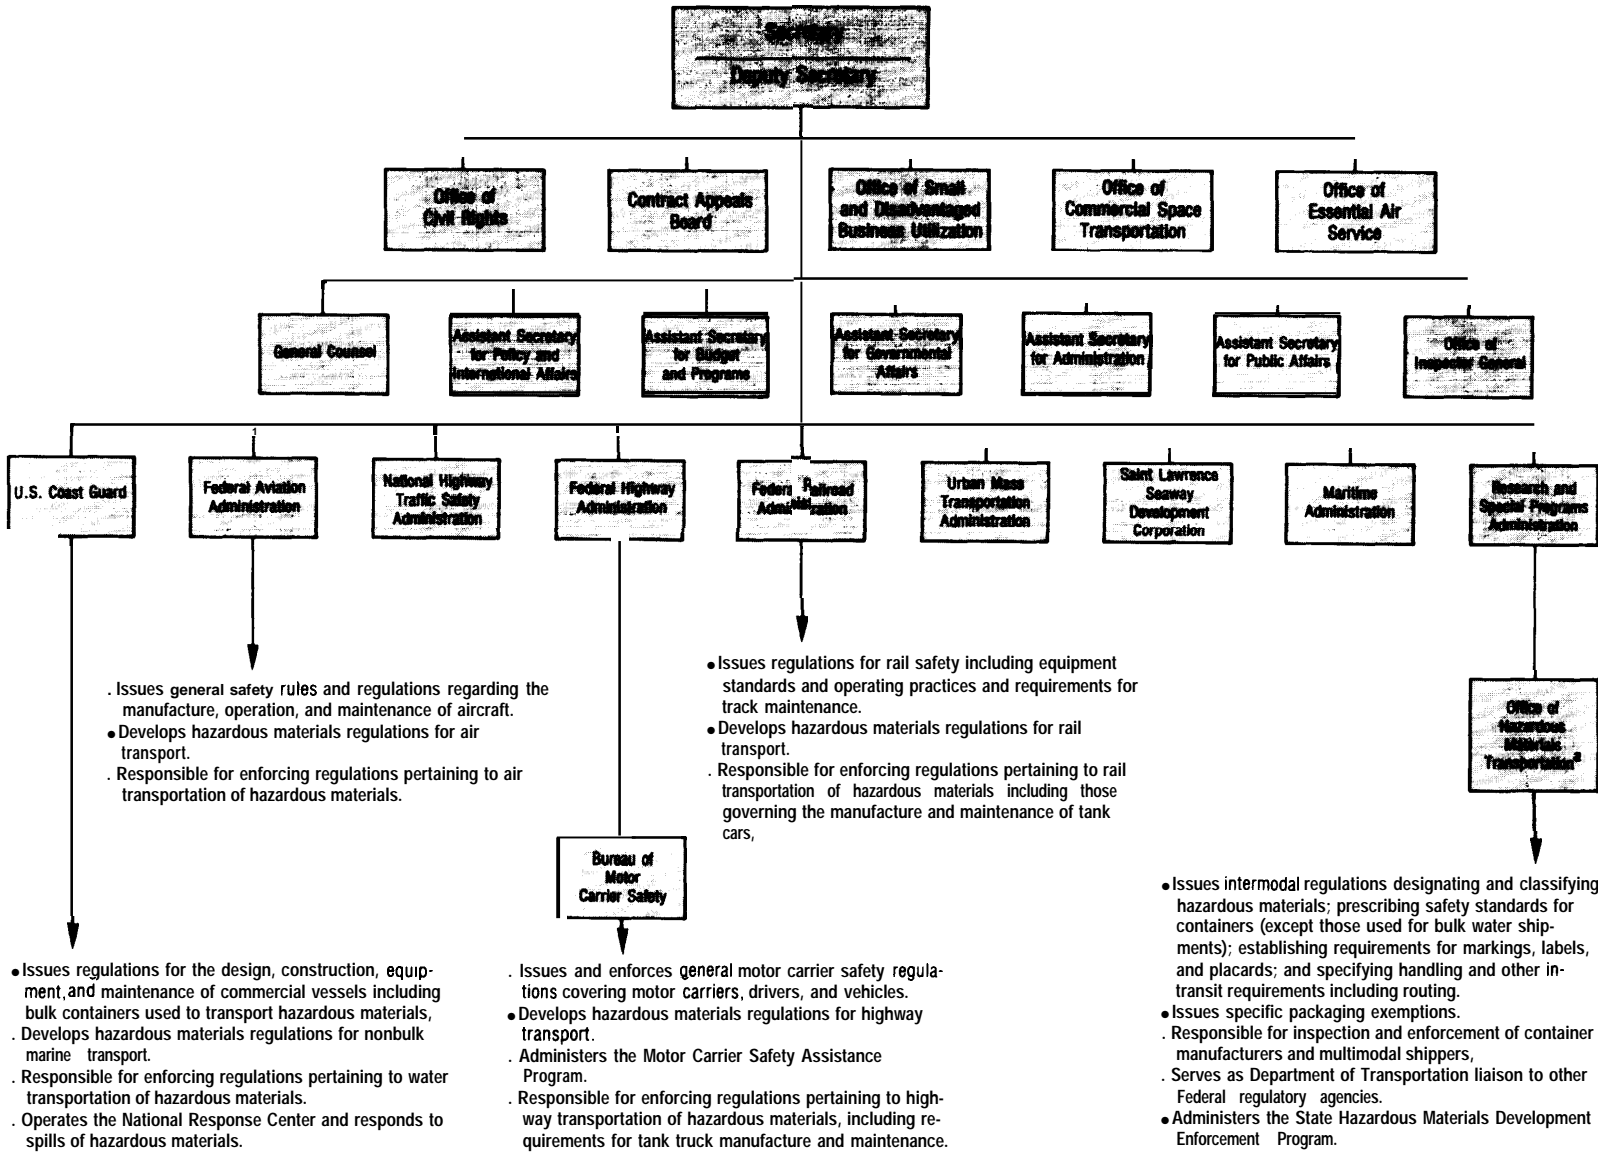 Secretary
Deputy Secretary
Office of
Civil Rights
Contract Appeals
Board
Office of Small
and Disadvantaged
Business Utilization
Office of
Commercial Space
Transportation
Office of
Essential Air
Service
General Counsel
Assistant Secretary
for Policy and
International Affairs
Assistant Secretary
for Budget
and Programs
Assistant Secretary
for Governmental
Affairs
Assistant Secretary
for Administration
Assistant Secretary
for Public Affairs
Office of
Inspector General
U.S. Coast Guard
Federal Aviation
Administration
National Highway
Traffic Safety
Administration
Federal Highway
Administration
Federal Railroad
Administration
Urban Mass
Transportation
Administration
Saint Lawrence
Seaway
Development
Corporation
Maritime
Administration
Research and
Special Programs
Administration
. Issues general safety rules and regulations regarding the
manufacture, operation, and maintenance of aircraft.
• Develops hazardous materials regulations for air
transport.
. Responsible for enforcing regulations pertaining to air
transportation of hazardous materials.
• Issues regulations for rail safety including equipment
standards and operating practices and requirements for
track maintenance.
• Develops hazardous materials regulations for rail
transport.
. Responsible for enforcing regulations pertaining to rail
transportation of hazardous materials including those
governing the manufacture and maintenance of tank
cars,
Office of
Hazardous
Materials
Transportationª
Bureau of
Motor
Carrier Safety
• Issues regulations for the design, construction, equip-
ment, and maintenance of commercial vessels including
bulk containers used to transport hazardous materials,
. Develops hazardous materials regulations for nonbulk
marine transport.
. Responsible for enforcing regulations pertaining to water
transportation of hazardous materials.
. Operates the National Response Center and responds to
spills of hazardous materials.
. Issues and enforces general motor carrier safety regula-
tions covering motor carriers, drivers, and vehicles.
• Develops hazardous materials regulations for highway
transport.
. Administers the Motor Carrier Safety Assistance
Program.
. Responsible for enforcing regulations pertaining to high-
way transportation of hazardous materials, including re-
quirements for tank truck manufacture and maintenance.
• Issues intermodal regulations designating and classifying
hazardous materials; prescribing safety standards for
containers (except those used for bulk water ship-
ments); establishing requirements for markings, labels,
and placards; and specifying handling and other in-
transit requirements including routing.
• Issues specific packaging exemptions.
. Responsible for inspection and enforcement of container
manufacturers and multimodal shippers,
. Serves as Department of Transportation liaison to other
Federal regulatory agencies.
• Administers the State Hazardous Materials Development
Enforcement Program.